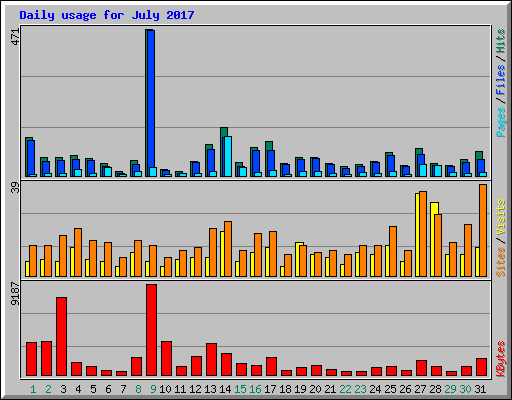 Daily usage for July 2017
471
Pages / Files / Hits
39
Sites / Visits
9187
KBytes
1 2 3 4 5 6 7 8 9 10 11 12 13 14 15 16 17 18 19 20 21 22 23 24 25 26 27 28 29 30 31